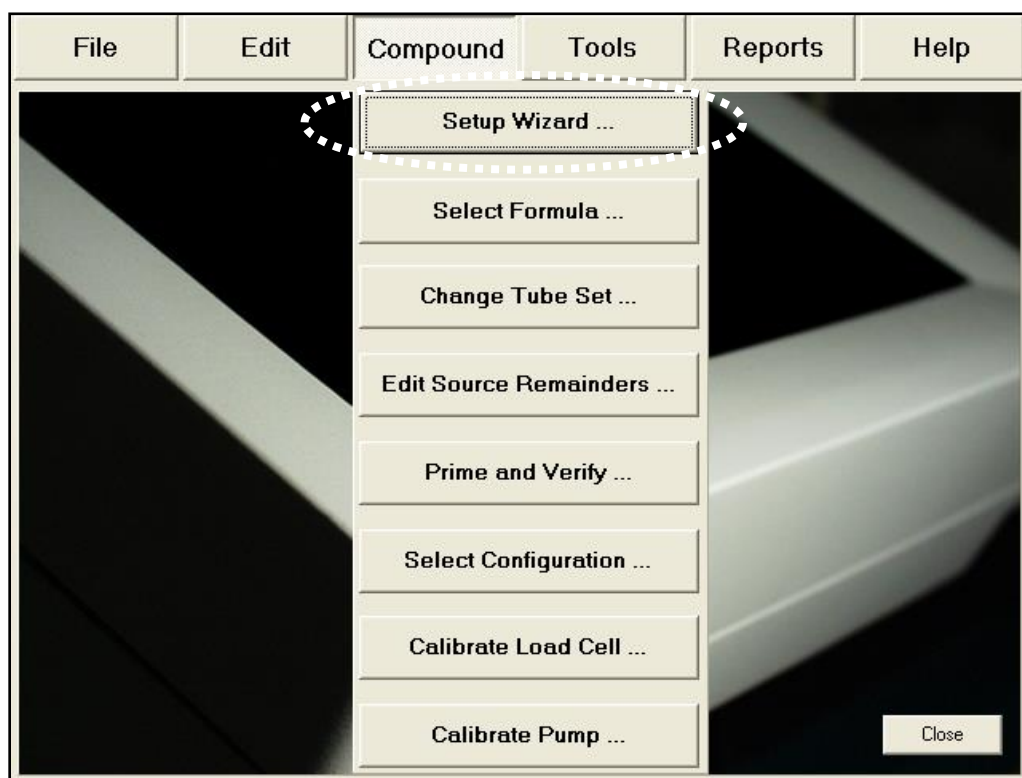 File Edit Compound Tools Reports Help
Setup Wizard ...
Select Formula ...
Change Tube Set ...
Edit Source Remainders ...
Prime and Verify ...
Select Configuration ...
Calibrate Load Cell ...
Calibrate Pump ...
Close